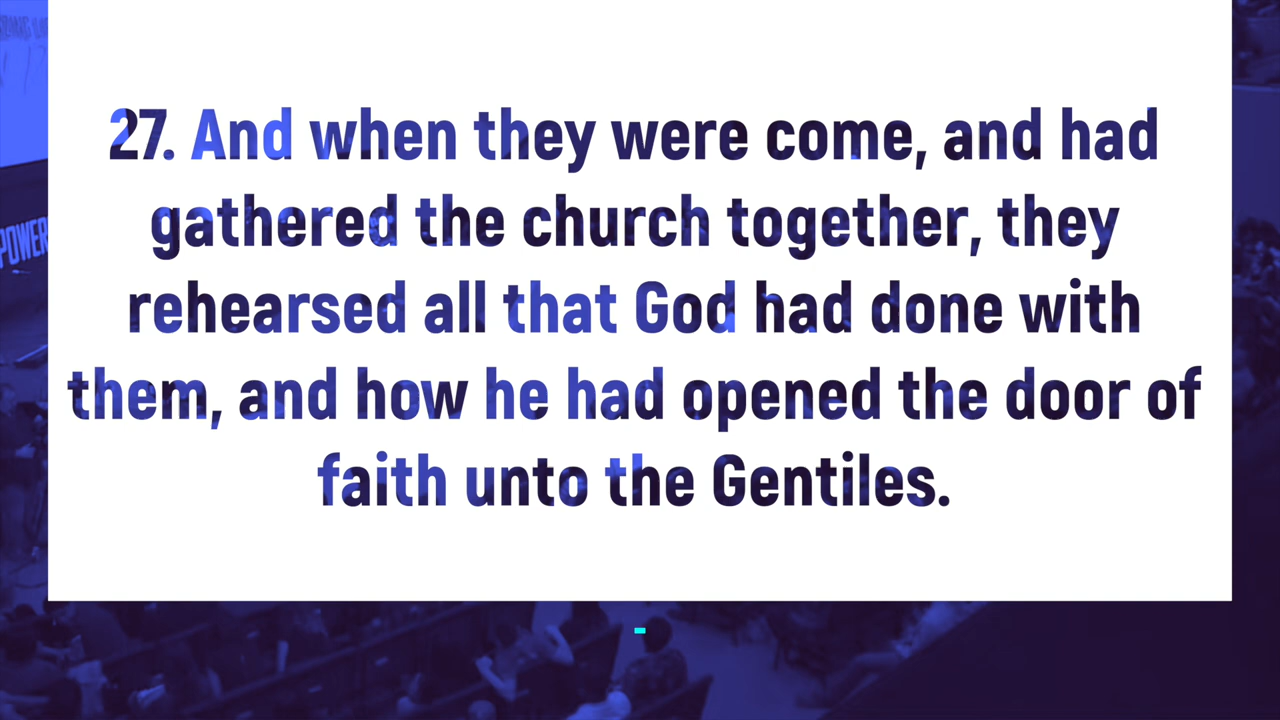 27. And when they were come, and had
gathered the church together, they
rehearsed all that God had done with
them, and how he had opened the door of
faith unto the Gentiles.
POWER